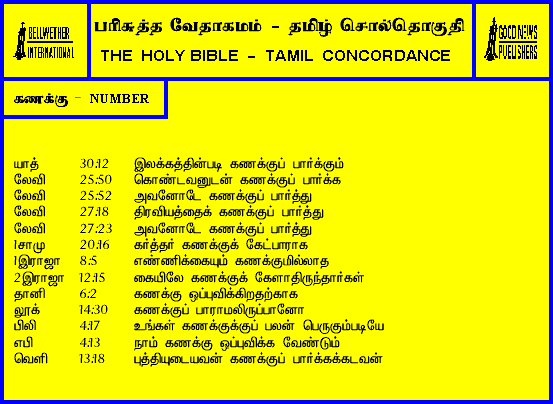 BELLWETHER
INTERNATIONAL
பரிசுத்த வேதாகமம் - தமிழ் சொல்தொகுதி
THE HOLY BIBLE - TAMIL CONCORDANCE
GOOD NEWS
PUBLISHERS
கணக்கு - NUMBER
யாத் 30:12 இலக்கத்தின்படி கணக்குப் பார்க்கும்
லேவி 25:50 கொண்டவனுடன் கணக்குப் பார்க்க
லேவி 25:52 அவனோடே கணக்குப் பார்த்து
லேவி 27:18 திரவியத்தைக் கணக்குப் பார்த்து
லேவி 27:23 அவனோடே கணக்குப் பார்த்து
1சாமு 20:16 கர்த்தர் கணக்குக் கேட்பாராக
1இராஜா 8:5 எண்ணிக்கையும் கணக்குமில்லாத
2இராஜா 12:15 கையிலே கணக்குக் கேளாதிருந்தார்கள்
தானி 6:2 கணக்கு ஒப்புவிக்கிறதற்காக
லூக் 14:30 கணக்குப் பாராமலிருப்பானோ
பிலி 4:17 உங்கள் கணக்குக்குப் பலன் பெருகும்படியே
எபி 4:13 நாம் கணக்கு ஒப்புவிக்க வேண்டும்
வெளி 13:18 புத்தியுடையவன் கணக்குப் பார்க்கக்கடவன்